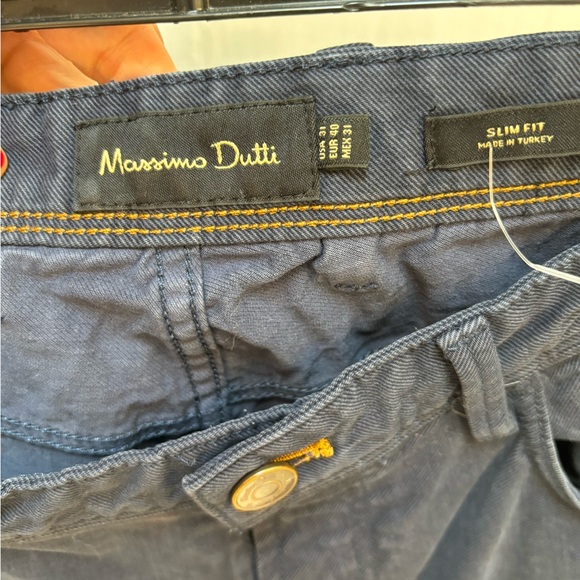 Massimo Dutti
USA 31
EUR 40
MEX 31
SLIM FIT
MADE IN TURKEY